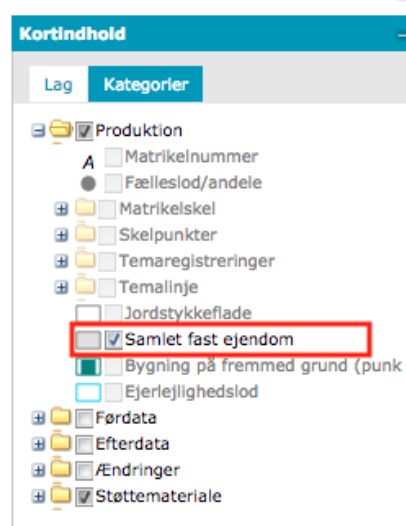 Kortindhold
Lag Kategorier
Produktion
A Matrikelnummer
Fælleslod/andele
Matrikelskel
Skelpunkter
Temaregistreringer
Temalinje
Jordstykkeflade
Samlet fast ejendom
Bygning på fremmed grund (punk
Ejerlejlighedslod
Førdata
Efterdata
Ændringer
Støttemateriale